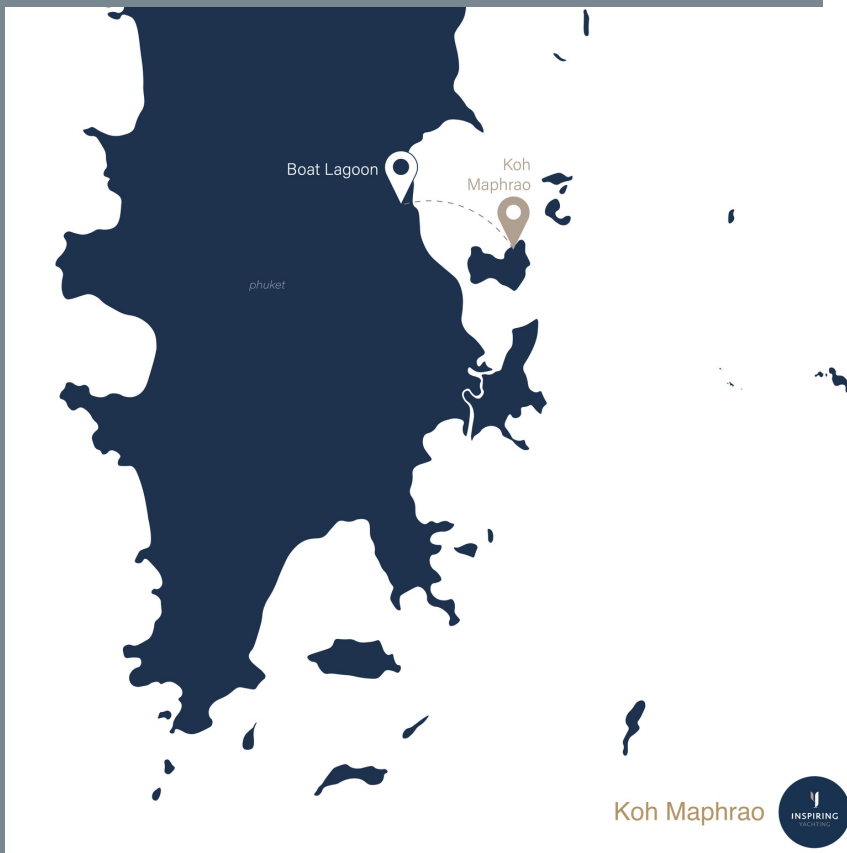 Boat Lagoon
Koh
Maphrao
phuket
Koh Maphrao
INSPIRING
YACHTING